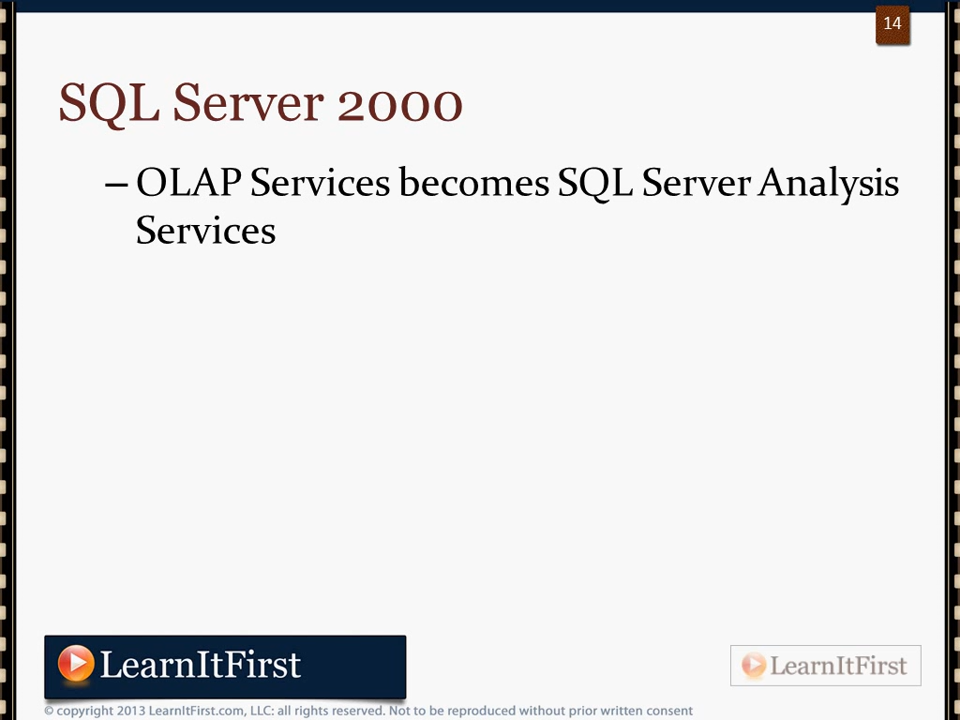 14
SQL Server 2000
– OLAP Services becomes SQL Server Analysis
Services
LearnItFirst
LearnItFirst
© copyright 2013 LearnItFirst.com, LLC: all rights reserved. Not to be reproduced without prior written consent